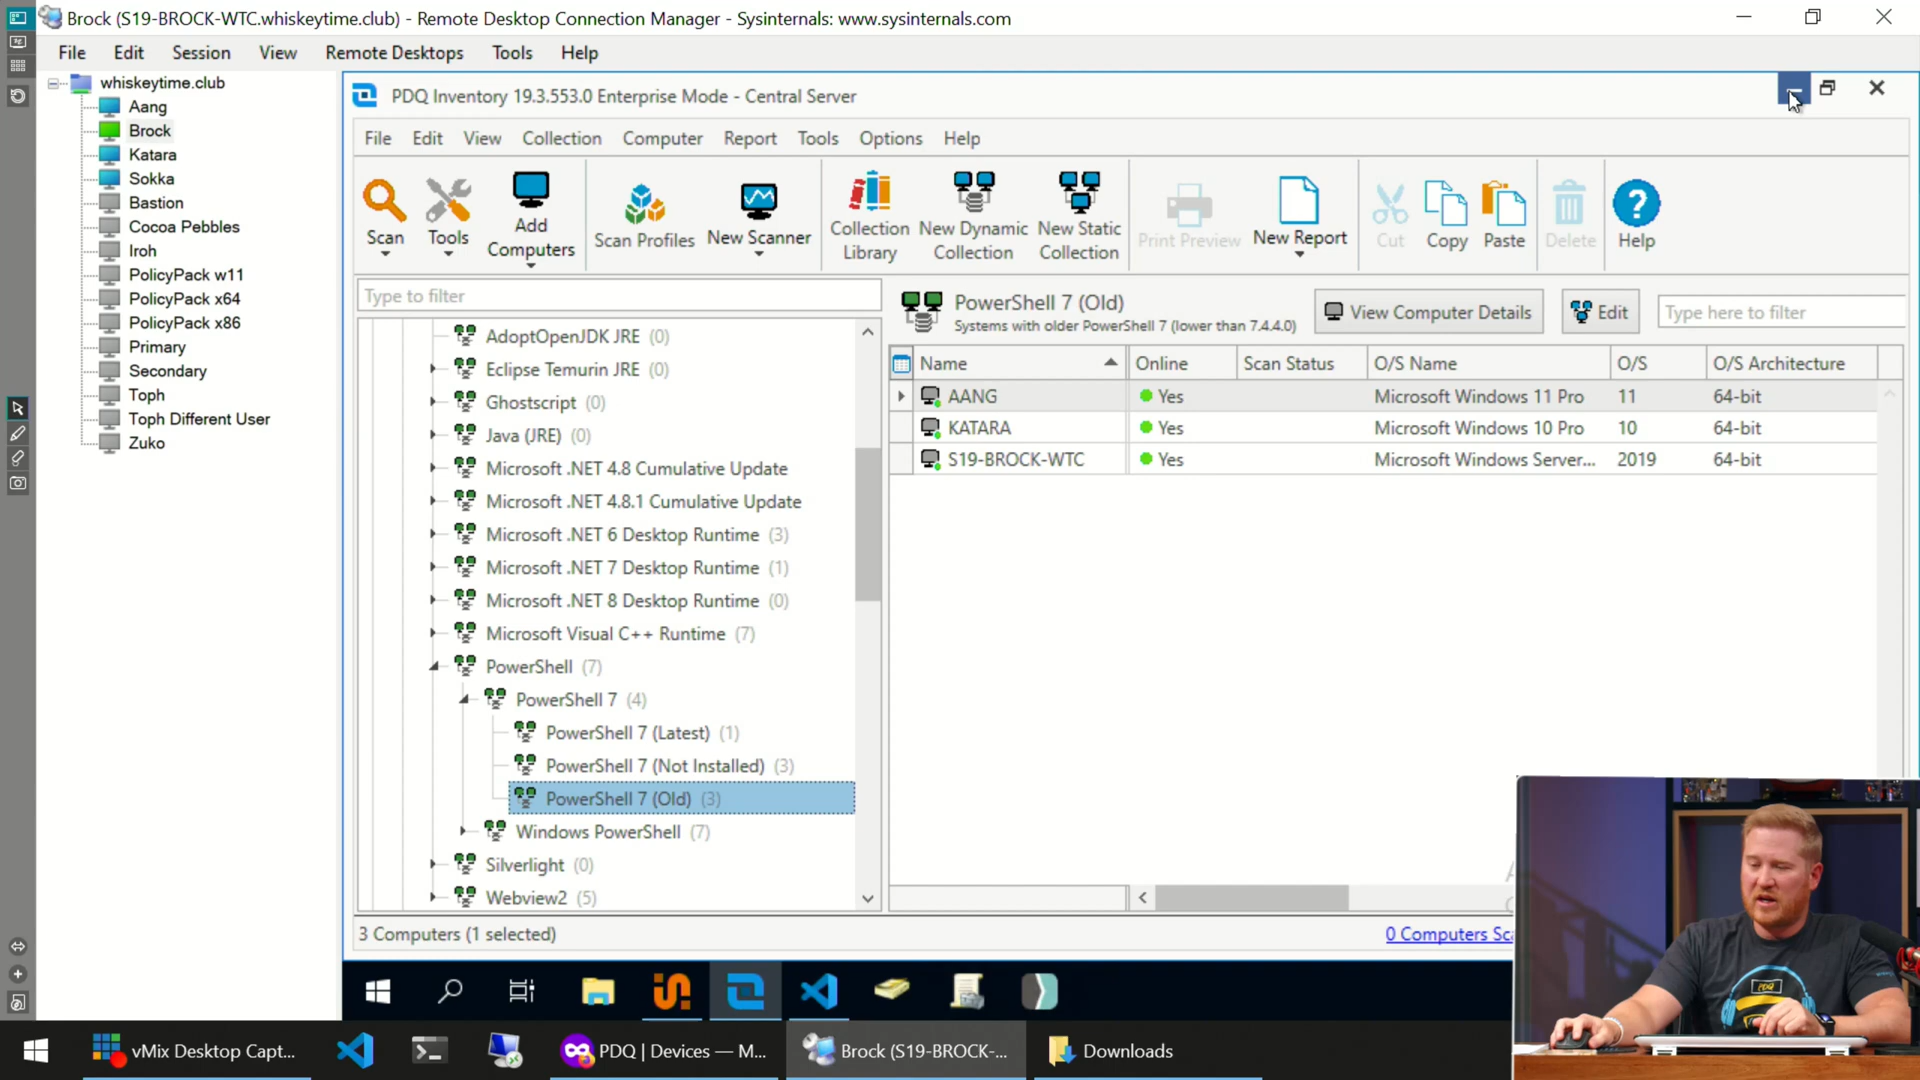 Brock (S19-BROCK-WTC.whiskeytime.club) - Remote Desktop Connection Manager - Sysinternals: www.sysinternals.com
File Edit Session View Remote Desktops Tools Help
whiskeytime.club
Aang
Brock
Katara
Sokka
Bastion
Cocoa Pebbles
Iroh
PolicyPack w11
PolicyPack x64
PolicyPack x86
Primary
Secondary
Toph
Toph Different User
Zuko
PDQ Inventory 19.3.553.0 Enterprise Mode - Central Server
File Edit View Collection Computer Report Tools Options Help
Scan
Tools
Add
Computers
Scan Profiles
New Scanner
Collection
Library
New Dynamic
Collection
New Static
Collection
Print Preview
New Report
Cut
Copy
Paste
Delete
Help
Type to filter
AdoptOpenJDK JRE (0)
Eclipse Temurin JRE (0)
Ghostscript (0)
Java (JRE) (0)
Microsoft .NET 4.8 Cumulative Update
Microsoft .NET 4.8.1 Cumulative Update
Microsoft .NET 6 Desktop Runtime (3)
Microsoft .NET 7 Desktop Runtime (1)
Microsoft .NET 8 Desktop Runtime (0)
Microsoft Visual C++ Runtime (7)
PowerShell (7)
PowerShell 7 (4)
PowerShell 7 (Latest) (1)
PowerShell 7 (Not Installed) (3)
PowerShell 7 (Old) (3)
Windows PowerShell (7)
Silverlight (0)
Webview2 (5)
PowerShell 7 (Old)
Systems with older PowerShell 7 (lower than 7.4.4.0)
View Computer Details
Edit
Type here to filter
Name Online Scan Status O/S Name O/S O/S Architecture
AANG Yes Microsoft Windows 11 Pro 11 64-bit
KATARA Yes Microsoft Windows 10 Pro 10 64-bit
S19-BROCK-WTC Yes Microsoft Windows Server... 2019 64-bit
3 Computers (1 selected)
0 Computers Sc
PDQ
vMix Desktop Capt...
PDQ | Devices — M...
Brock (S19-BROCK-...
Downloads